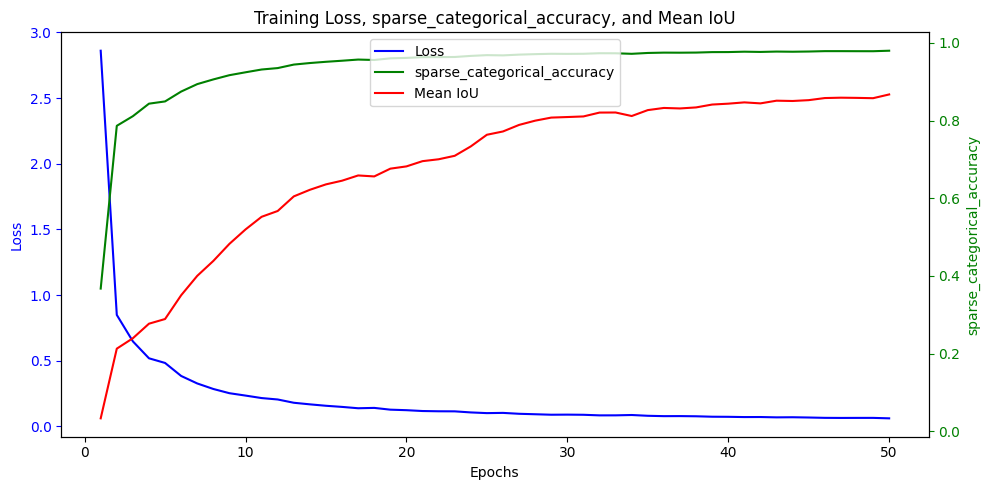 Training Loss, sparse_categorical_accuracy, and Mean IoU
Loss
sparse_categorical_accuracy
Mean IoU
3.0
2.5
2.0
1.5
1.0
0.5
0.0
Loss
1.0
0.8
0.6
0.4
0.2
0.0
sparse_categorical_accuracy
0
10
20
30
40
50
Epochs